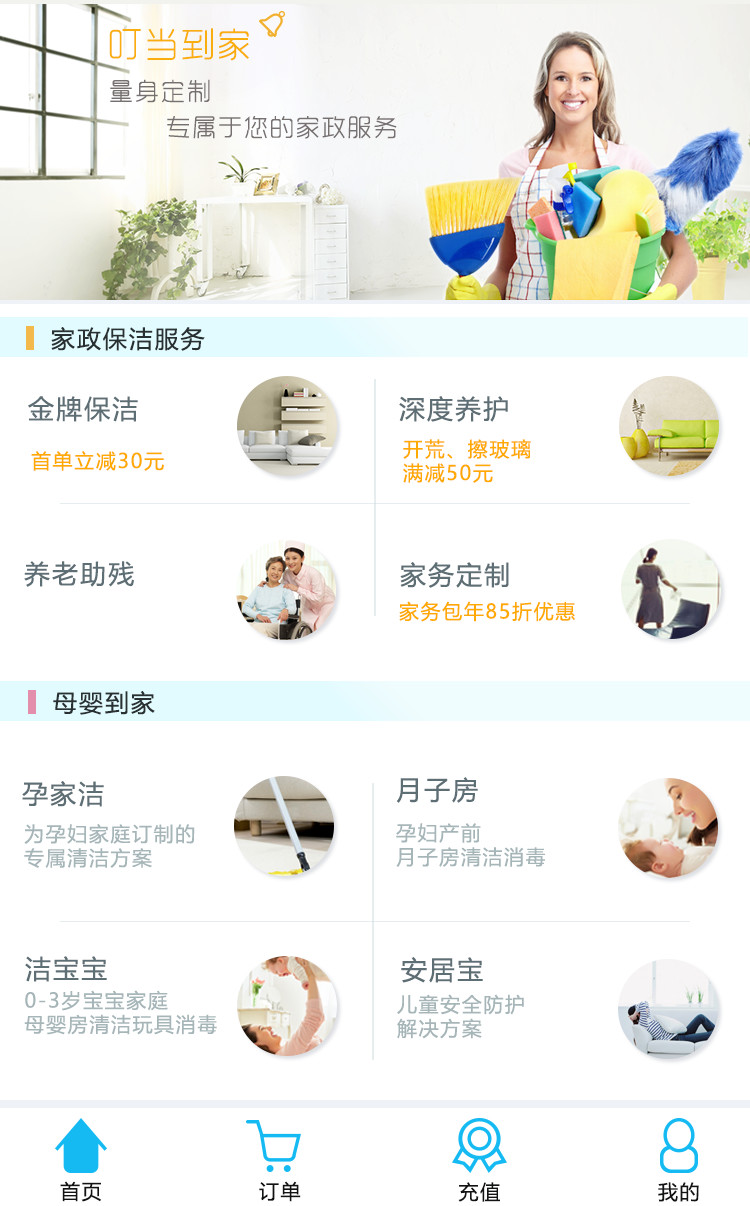 叮当到家
量身定制
专属于您的家政服务
家政保洁服务
金牌保洁
首单立减30元
深度养护
开荒、擦玻璃
满减50元
养老助残
家务定制
家务包年85折优惠
母婴到家
孕家洁
为孕妇家庭订制的
专属清洁方案
月子房
孕妇产前
月子房清洁消毒
洁宝宝
0-3岁宝宝家庭
母婴房清洁玩具消毒
安居宝
儿童安全防护
解决方案
首页
订单
充值
我的